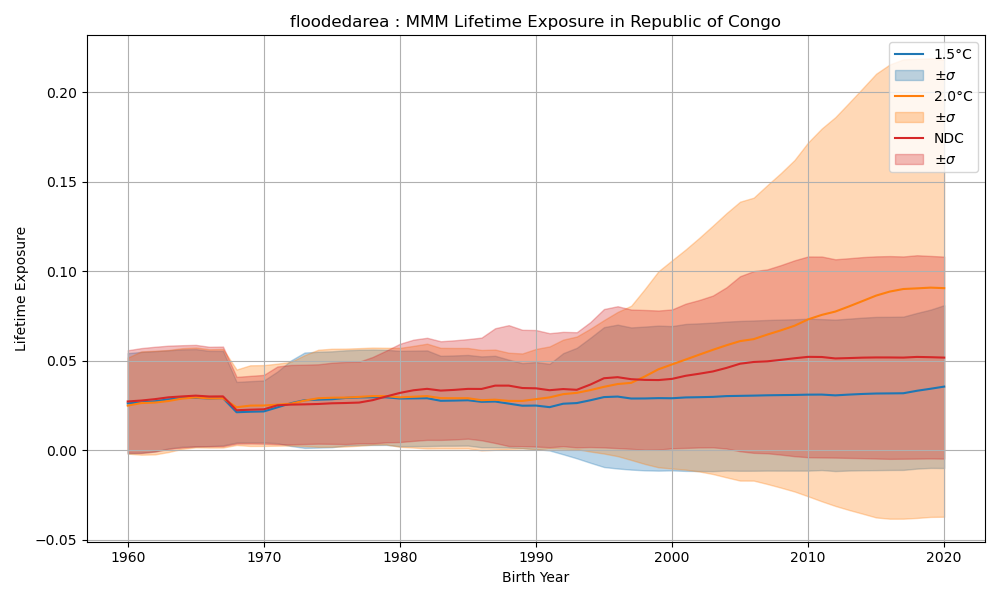 floodedarea : MMM Lifetime Exposure in Republic of Congo
1.5°C
±σ
2.0°C
±σ
NDC
±σ
Lifetime Exposure
0.20
0.15
0.10
0.05
0.00
−0.05
1960
1970
1980
1990
2000
2010
2020
Birth Year